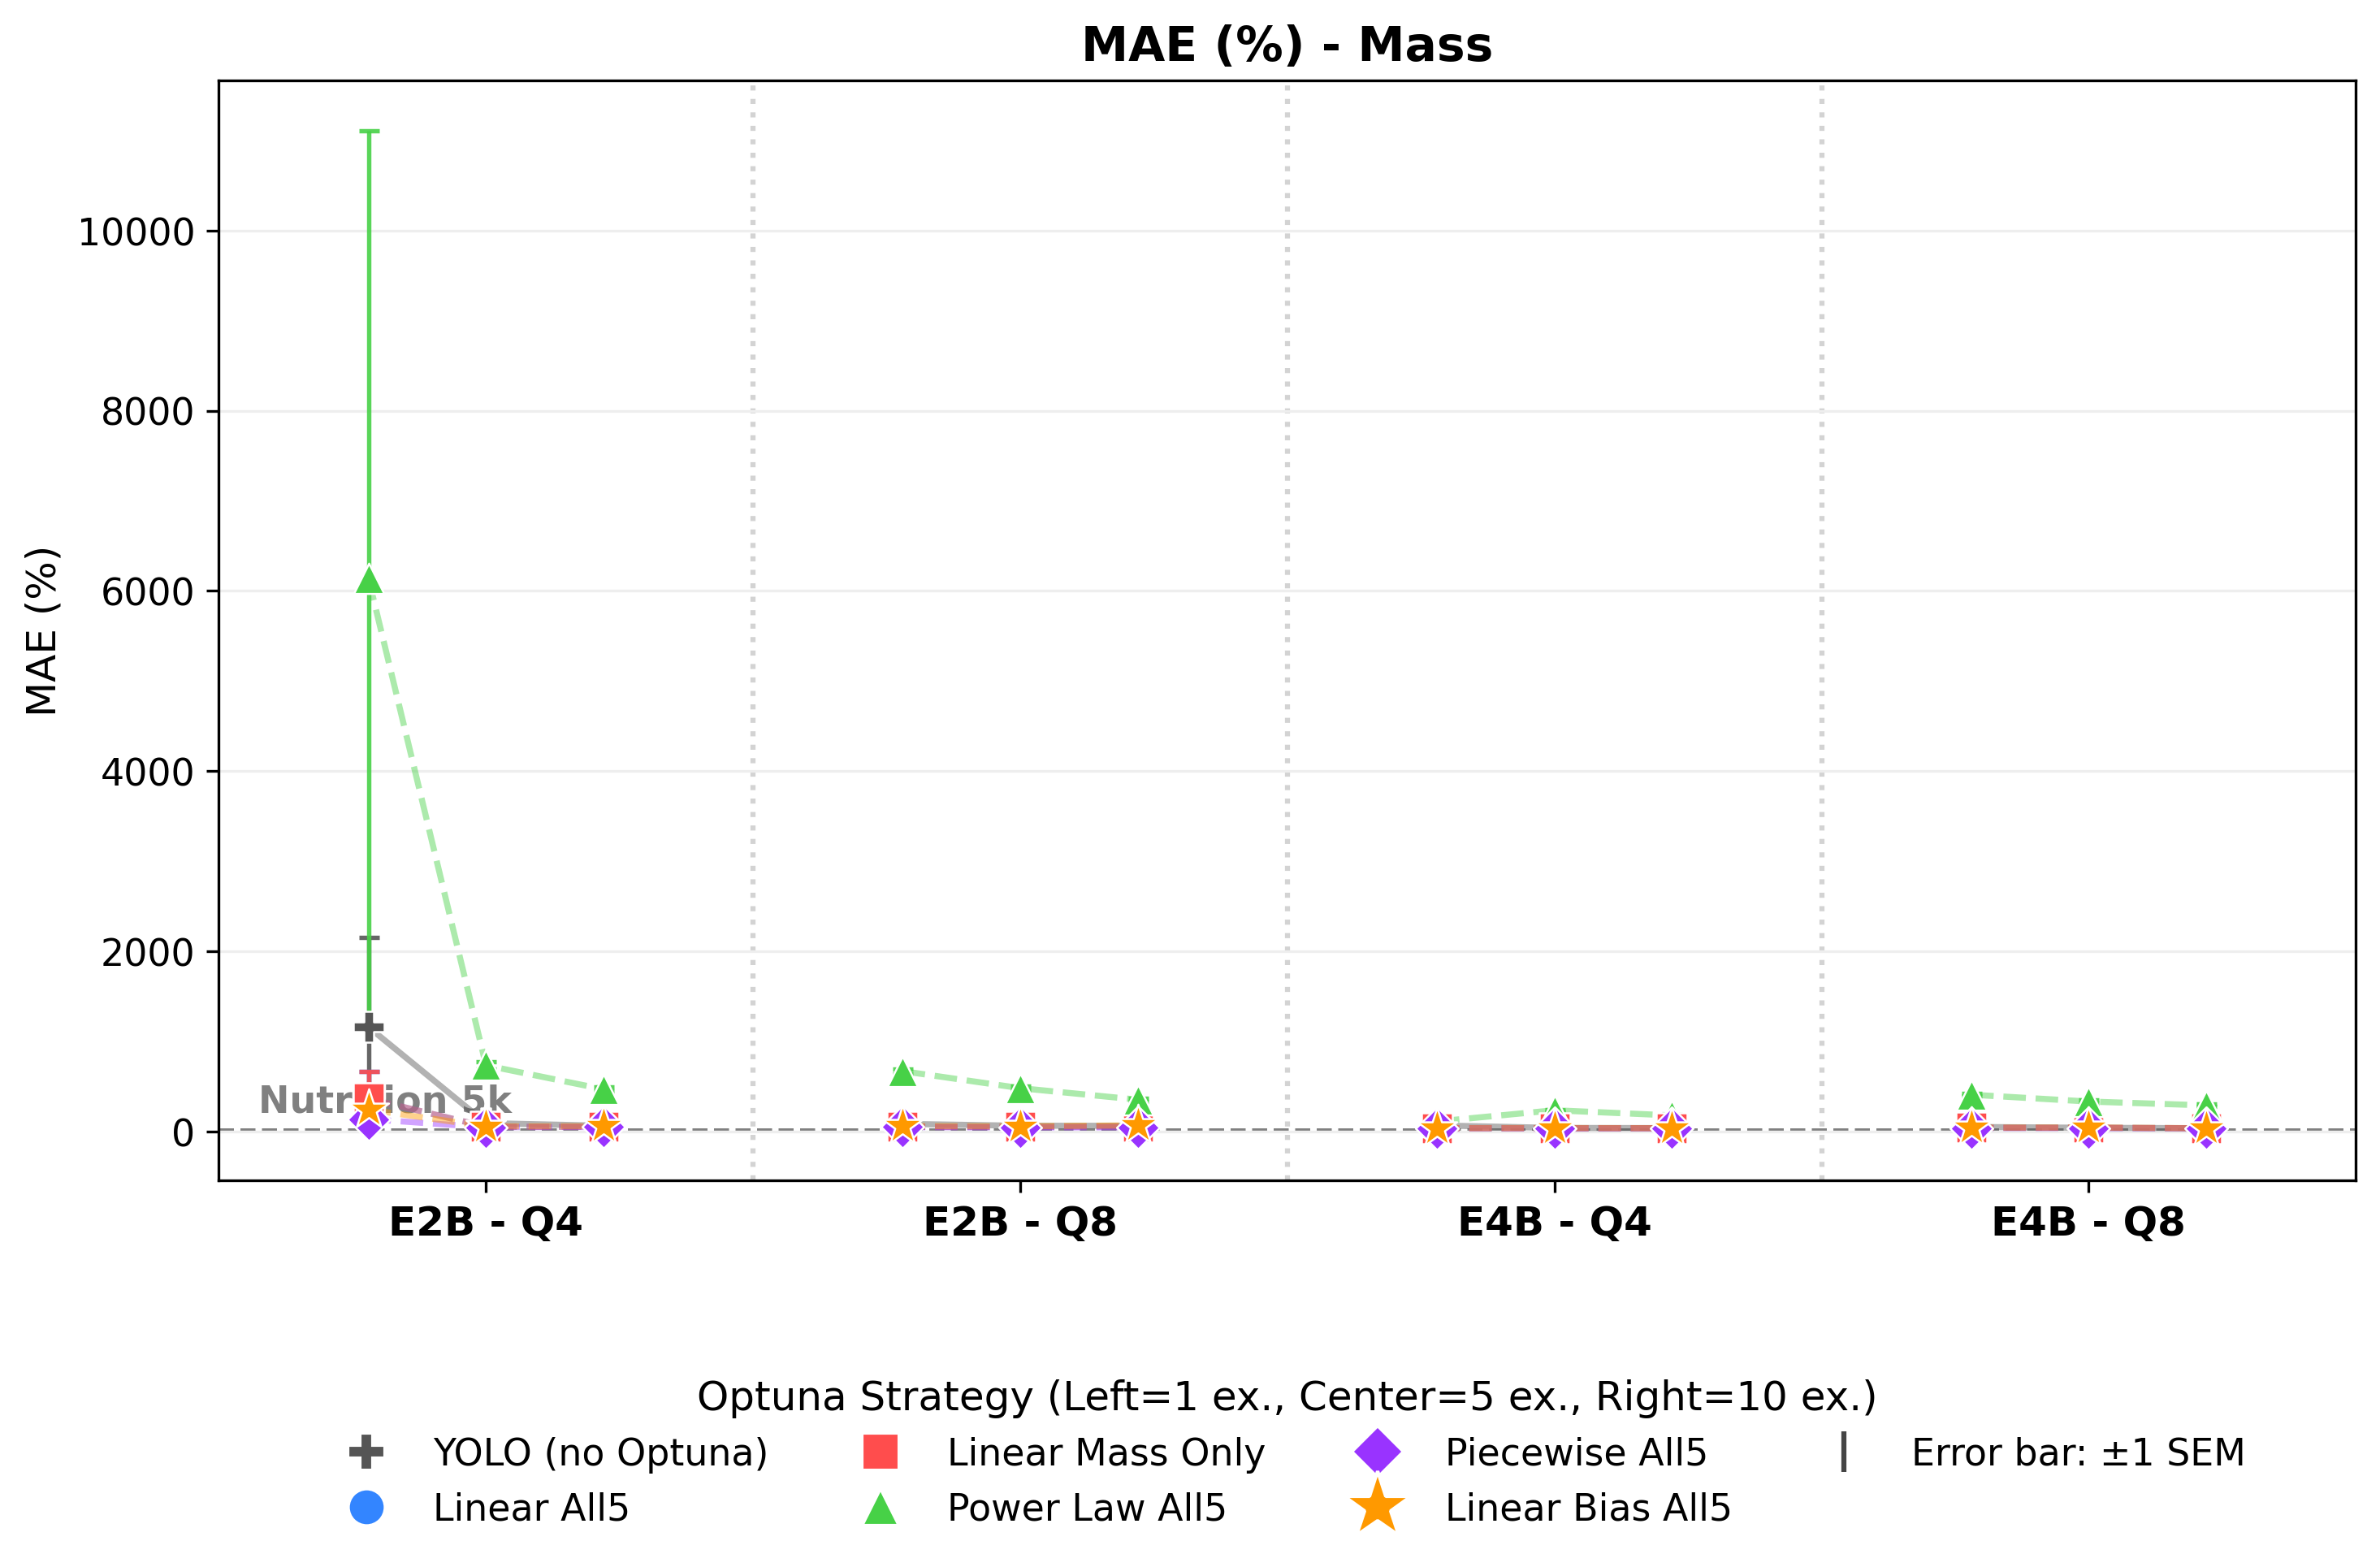 MAE (%) - Mass
MAE (%)
10000
8000
6000
4000
2000
0
Nutrition 5k
E2B - Q4
E2B - Q8
E4B - Q4
E4B - Q8
Optuna Strategy (Left=1 ex., Center=5 ex., Right=10 ex.)
YOLO (no Optuna)
Linear Mass Only
Piecewise All5
Error bar: ±1 SEM
Linear All5
Power Law All5
Linear Bias All5